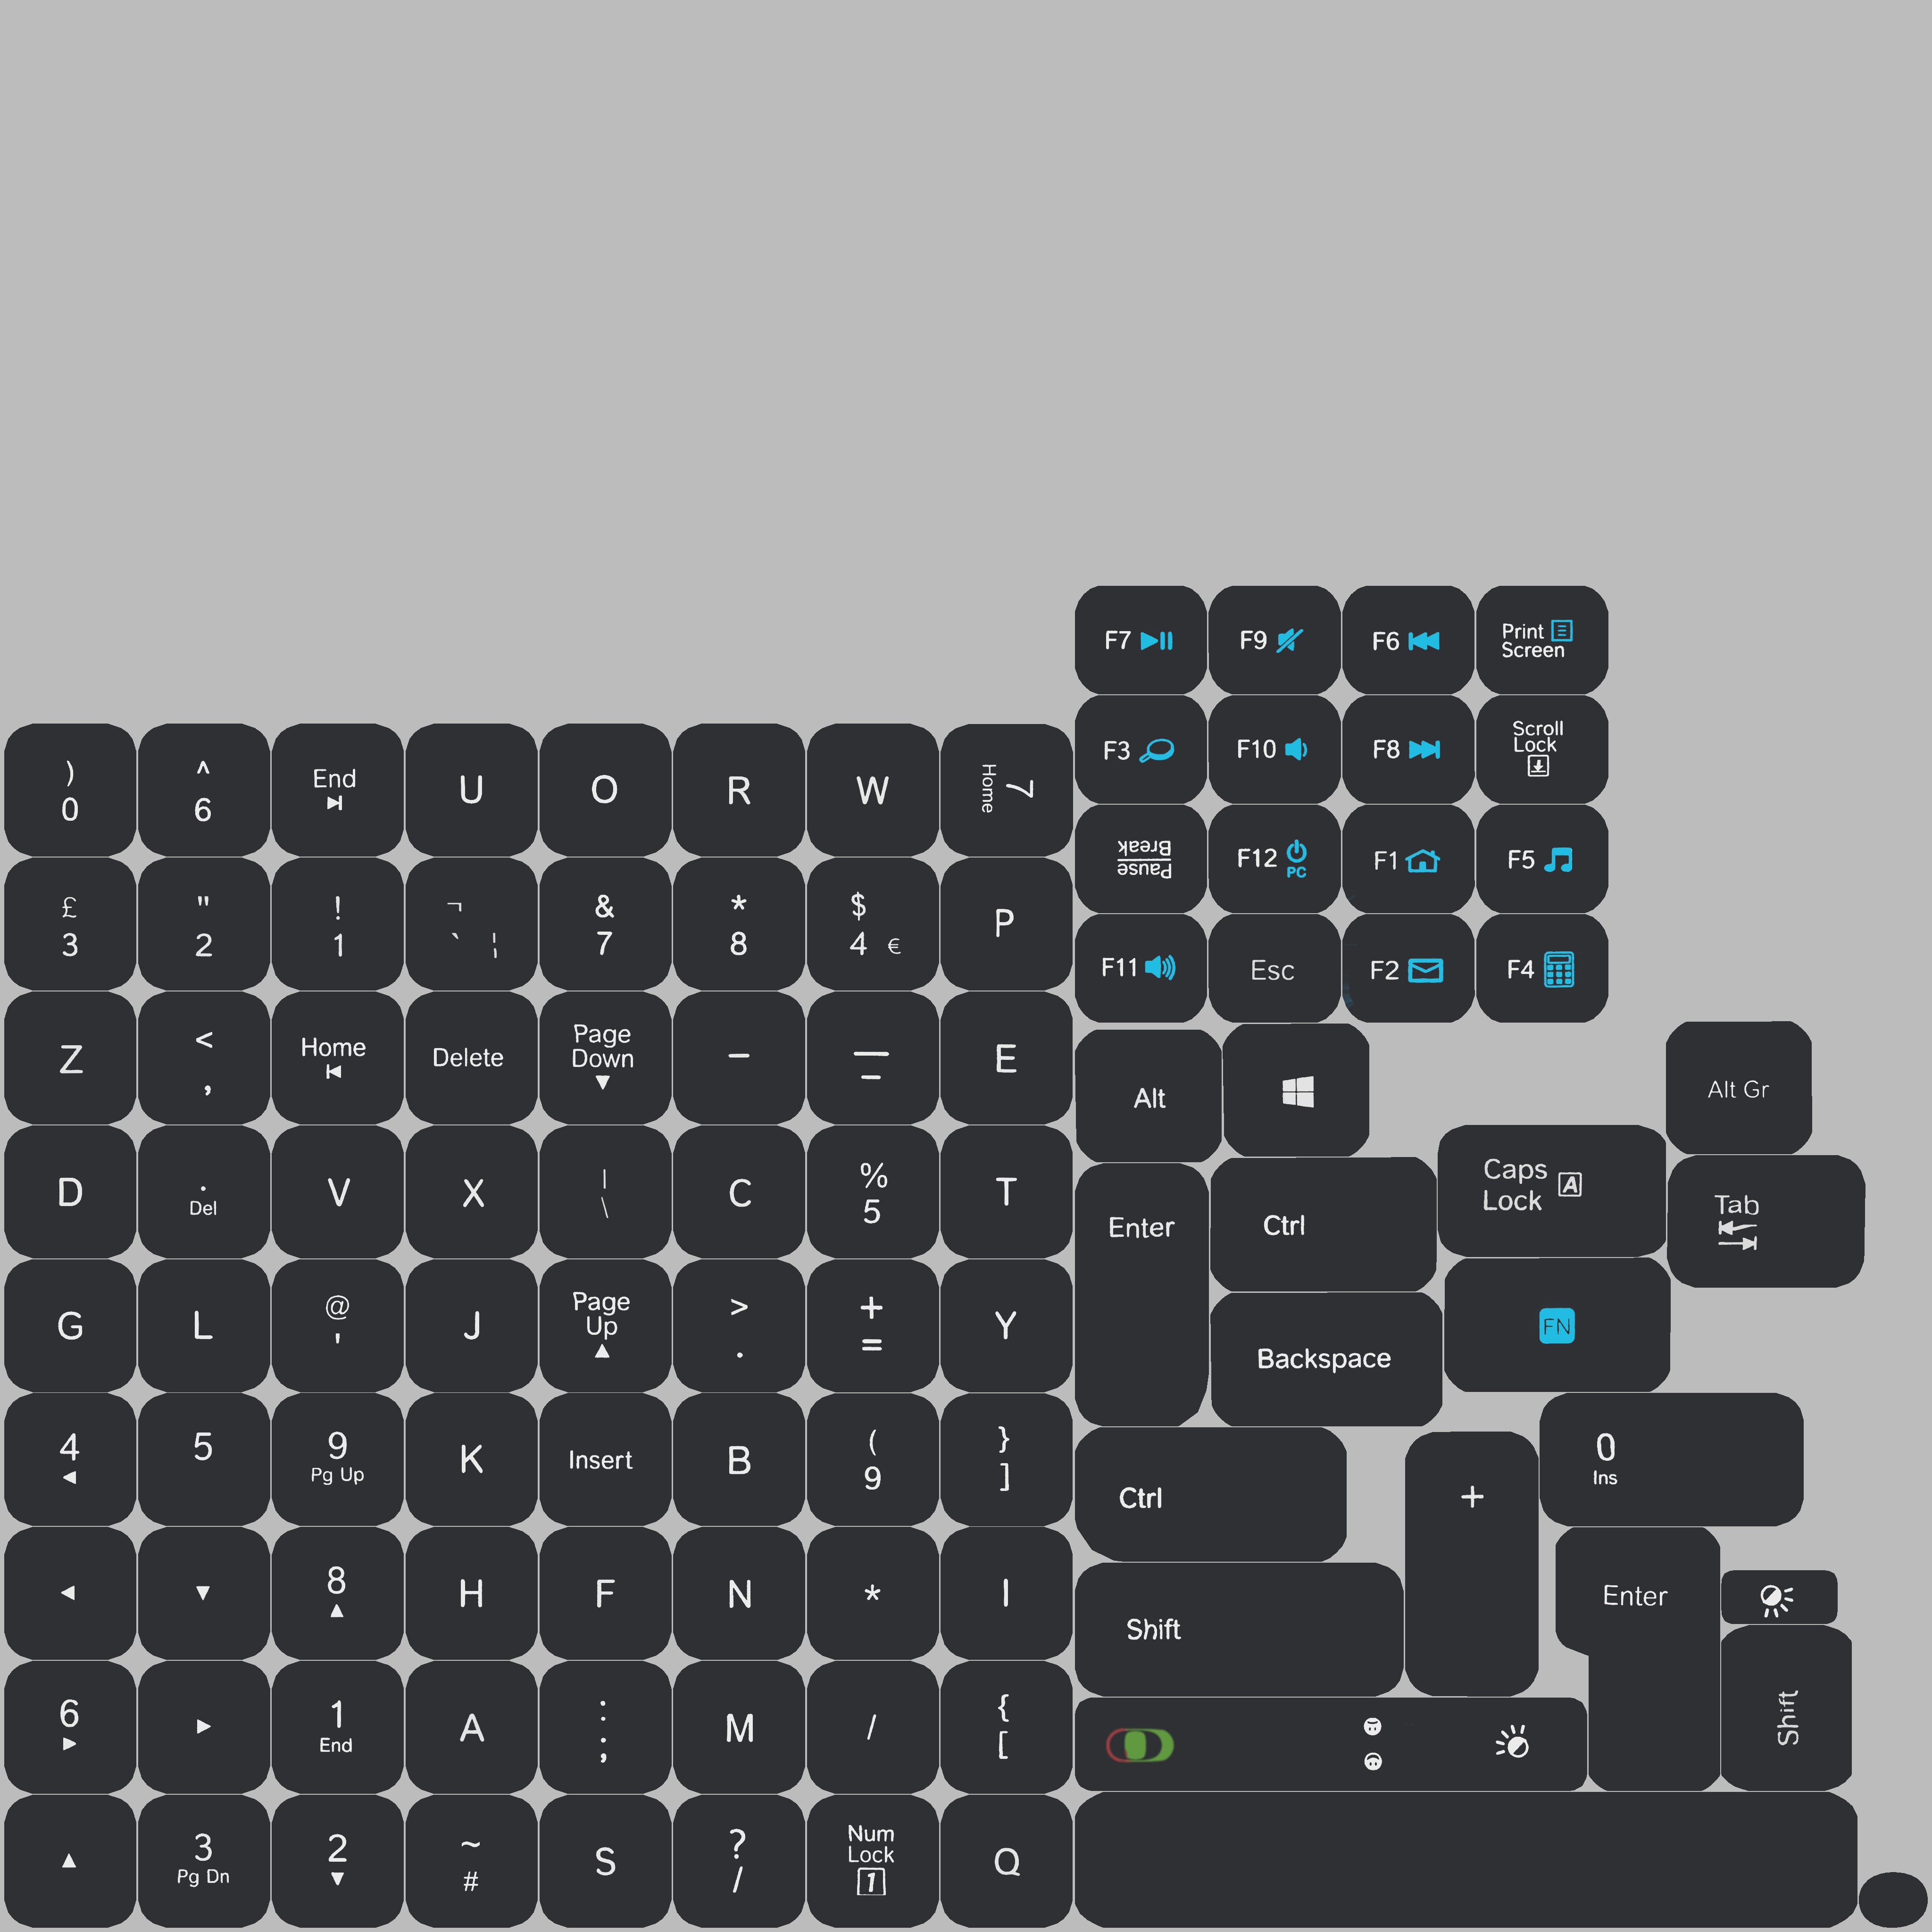 F7 F9 F6 Print
Screen
F3 F10 F8 Scroll
Lock
Pause
Break
F12 PC F1 F5
F11 Esc F2 F4
) ^ End U O R W 7
0 6 Home
£ " ! ¬ & * $ P
3 2 1 ` ¦ 7 8 4 €
Z < Home Delete Page
Down - _ E
,  -
Alt Alt Gr
D . V X | C % T
Del \ 5
Enter Ctrl Caps
Lock A Tab
G L @ J Page
Up > + Y
' . =
Backspace FN
4 5 9 K Insert B ( }
Pg Up 9 ]
Ctrl + 0
Ins
8 H F N * I
Shift Enter
6 1 A : M / {
End ; [
Shift
3 2 ~ S ? Num
Lock Q
Pg Dn # / 1